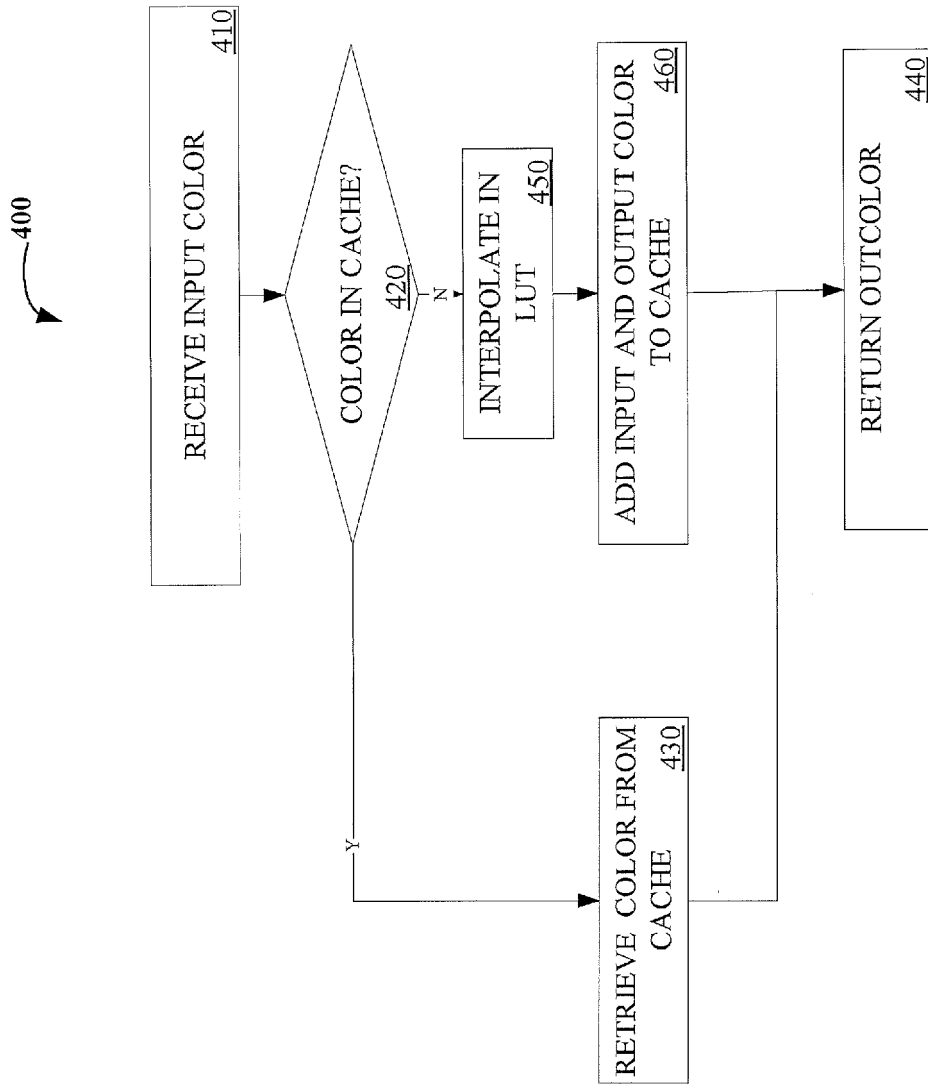 400
RECEIVE INPUT COLOR
410
COLOR IN CACHE?
420
N
Y
INTERPOLATE IN
LUT
450
RETRIEVE COLOR FROM
CACHE
430
ADD INPUT AND OUTPUT COLOR
TO CACHE
460
RETURN OUTCOLOR
440